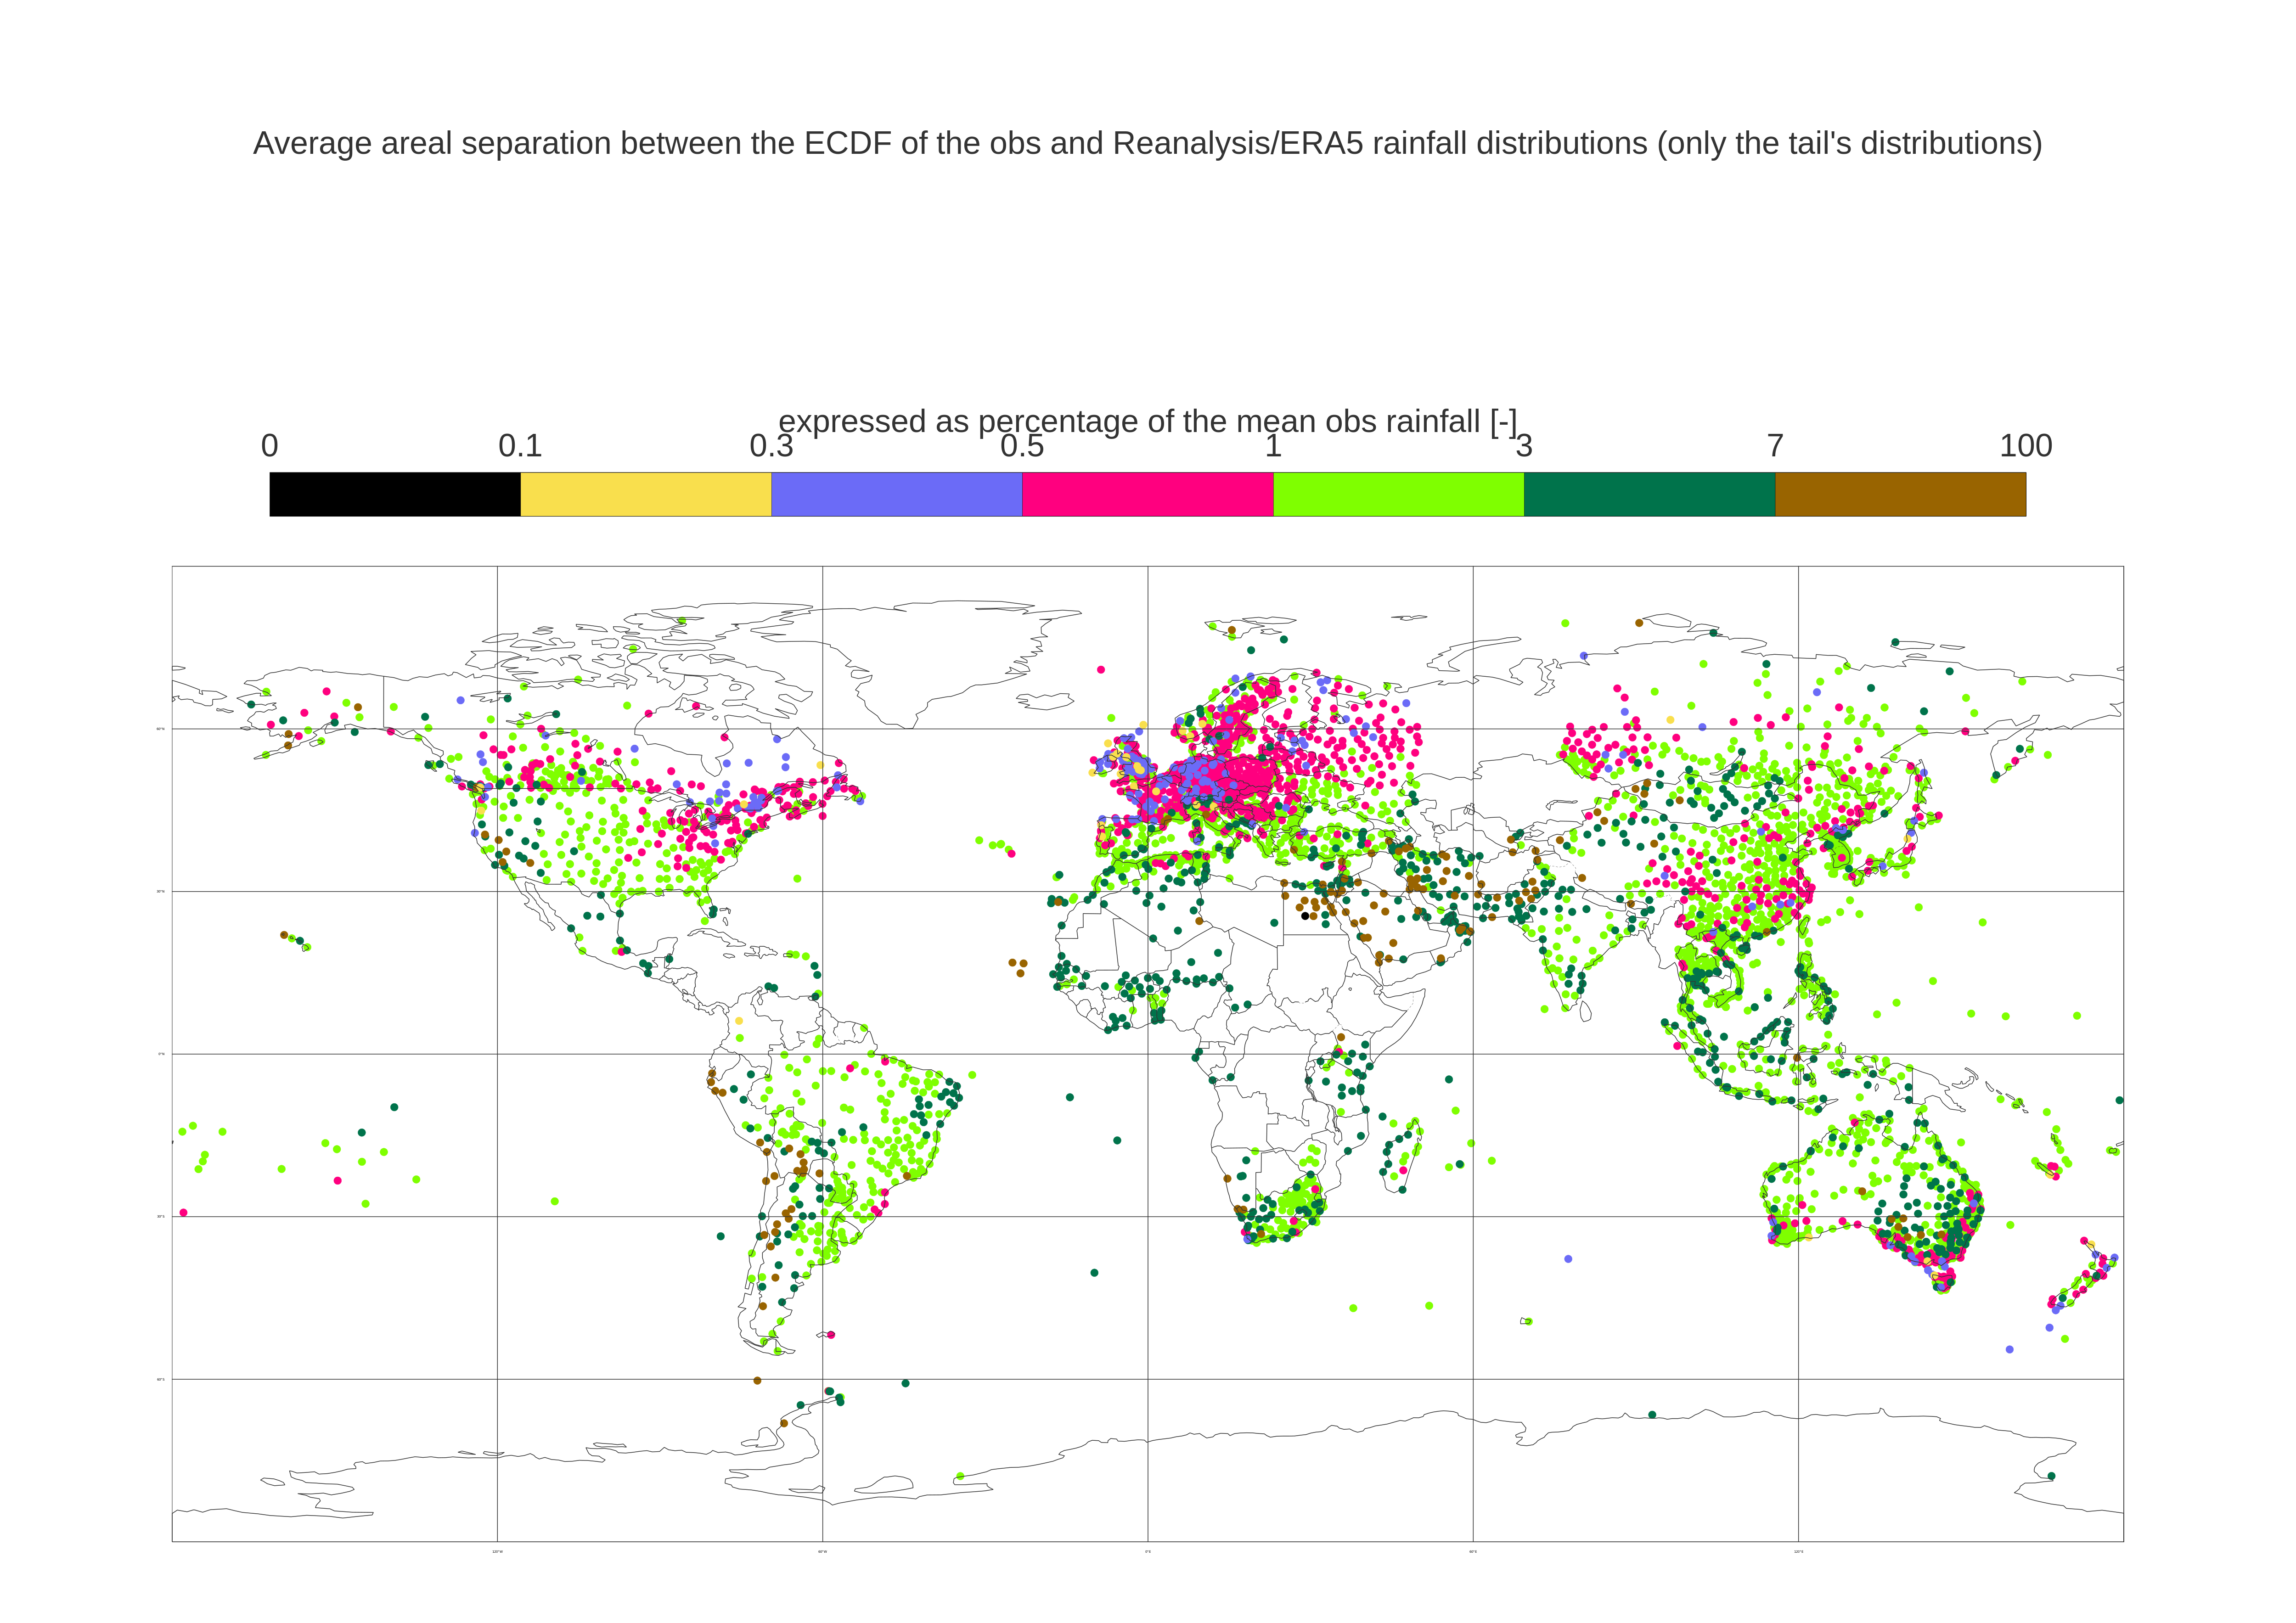 Average areal separation between the ECDF of the obs and Reanalysis/ERA5 rainfall distributions (only the tail's distributions)
expressed as percentage of the mean obs rainfall [-]
0 0.1 0.3 0.5 1 3 7 100